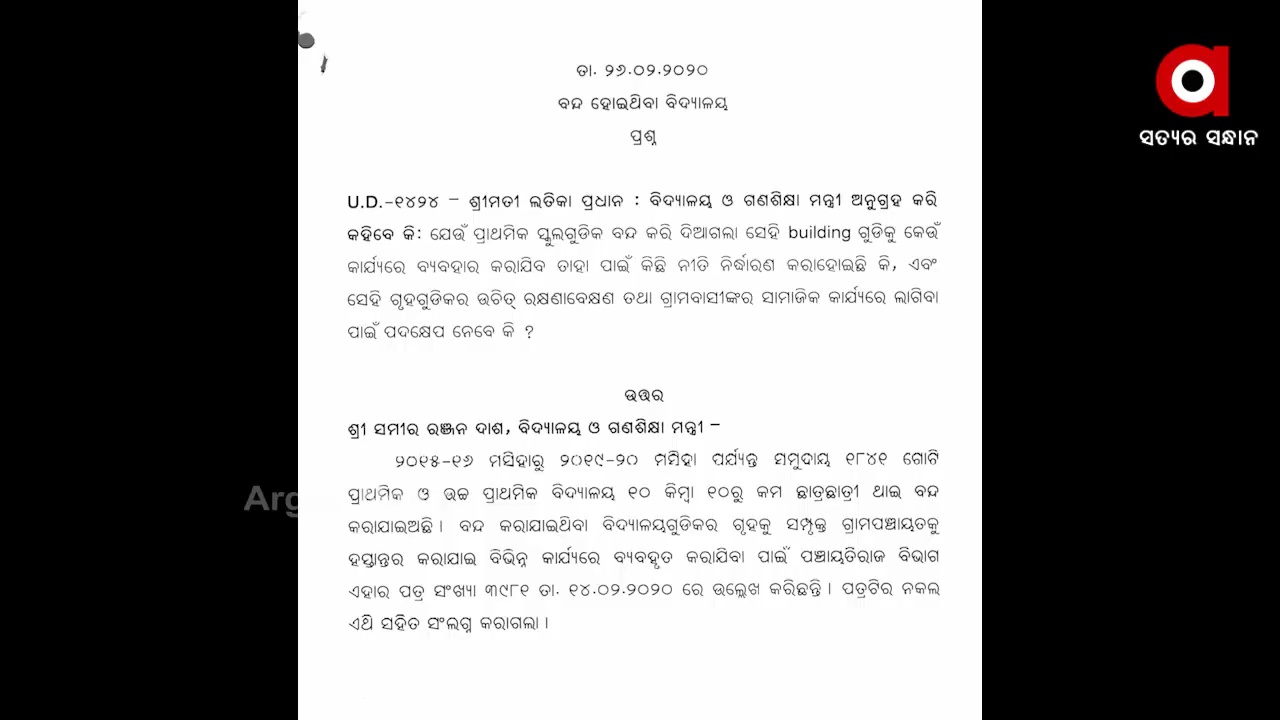 ତା. ୨୬.୦୨.୨୦୨୦
ବନ୍ଦ ହୋଇଥିବା ବିଦ୍ୟାଳୟ
ପ୍ରଶ୍ନ
U.D.-୧୪୨୪ – ଶ୍ରୀମତୀ ଲତିକା ପ୍ରଧାନ : ବିଦ୍ୟାଳୟ ଓ ଗଣଶିକ୍ଷା ମନ୍ତ୍ରୀ ଅନୁଗ୍ରହ କରି
କହିବେ କି: ଯେଉଁ ପ୍ରାଥମିକ ସ୍କୁଲଗୁଡିକ ବନ୍ଦ କରି ଦିଆଗଲା ସେହି building ଗୁଡିକୁ କେଉଁ
କାର୍ଯ୍ୟରେ ବ୍ୟବହାର କରାଯିବ ତାହା ପାଇଁ କିଛି ନୀତି ନିର୍ଦ୍ଧାରଣ କରାହୋଇଛି କି, ଏବଂ
ସେହି ଗୃହଗୁଡିକର ଉଚିତ୍ ରକ୍ଷଣାବେକ୍ଷଣ ତଥା ଗ୍ରାମବାସୀଙ୍କର ସାମାଜିକ କାର୍ଯ୍ୟରେ ଲାଗିବା
ପାଇଁ ପଦକ୍ଷେପ ନେବେ କି ?
ଉତ୍ତର
ଶ୍ରୀ ସମୀର ରଞ୍ଜନ ଦାଶ, ବିଦ୍ୟାଳୟ ଓ ଗଣଶିକ୍ଷା ମନ୍ତ୍ରୀ –
୨୦୧୫-୧୬ ମସିହାରୁ ୨୦୧୯-୨୦ ମସିହା ପର୍ଯ୍ୟନ୍ତ ସମୁଦାୟ ୧୮୪୧ ଗୋଟି
ପ୍ରାଥମିକ ଓ ଉଚ୍ଚ ପ୍ରାଥମିକ ବିଦ୍ୟାଳୟ ୧୦ କିମ୍ବା ୧୦ରୁ କମ ଛାତ୍ରଛାତ୍ରୀ ଥାଇ ବନ୍ଦ
କରାଯାଇଅଛି। ବନ୍ଦ କରାଯାଇଥିବା ବିଦ୍ୟାଳୟଗୁଡିକର ଗୃହକୁ ସମ୍ପୃକ୍ତ ଗ୍ରାମପଞ୍ଚାୟତକୁ
ହସ୍ତାନ୍ତର କରାଯାଇ ବିଭିନ୍ନ କାର୍ଯ୍ୟରେ ବ୍ୟବହୃତ କରାଯିବା ପାଇଁ ପଞ୍ଚାୟତିରାଜ ବିଭାଗ
ଏହାର ପତ୍ର ସଂଖ୍ୟା ୩୯୮୧ ତା. ୧୪.୦୨.୨୦୨୦ ରେ ଉଲ୍ଲେଖ କରିଛନ୍ତି। ପତ୍ରଟିର ନକଲ
ଏଥି ସହିତ ସଂଲଗ୍ନ କରାଗଲା।
ସତ୍ୟର ସନ୍ଧାନ